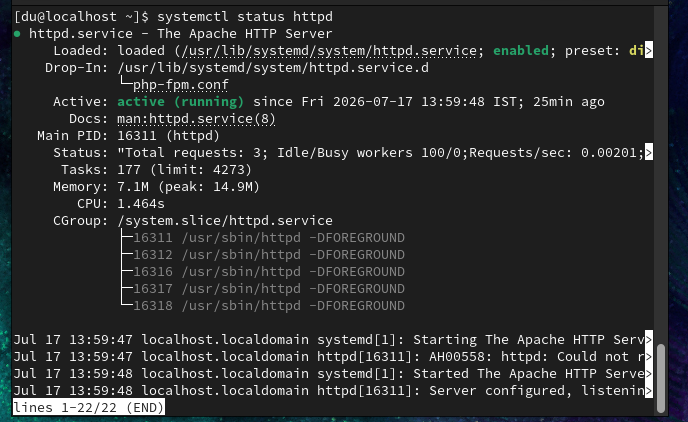 [du@localhost ~]$ systemctl status httpd
● httpd.service - The Apache HTTP Server
     Loaded: loaded (/usr/lib/systemd/system/httpd.service; enabled; preset: di>
    Drop-In: /usr/lib/systemd/system/httpd.service.d
             └─php-fpm.conf
     Active: active (running) since Fri 2026-07-17 13:59:48 IST; 25min ago
       Docs: man:httpd.service(8)
   Main PID: 16311 (httpd)
     Status: "Total requests: 3; Idle/Busy workers 100/0;Requests/sec: 0.00201;>
      Tasks: 177 (limit: 4273)
     Memory: 7.1M (peak: 14.9M)
        CPU: 1.464s
     CGroup: /system.slice/httpd.service
             ├─16311 /usr/sbin/httpd -DFOREGROUND
             ├─16312 /usr/sbin/httpd -DFOREGROUND
             ├─16316 /usr/sbin/httpd -DFOREGROUND
             ├─16317 /usr/sbin/httpd -DFOREGROUND
             └─16318 /usr/sbin/httpd -DFOREGROUND

Jul 17 13:59:47 localhost.localdomain systemd[1]: Starting The Apache HTTP Serv>
Jul 17 13:59:47 localhost.localdomain httpd[16311]: AH00558: httpd: Could not r>
Jul 17 13:59:48 localhost.localdomain systemd[1]: Started The Apache HTTP Serve>
Jul 17 13:59:48 localhost.localdomain httpd[16311]: Server configured, listenin>
lines 1-22/22 (END)